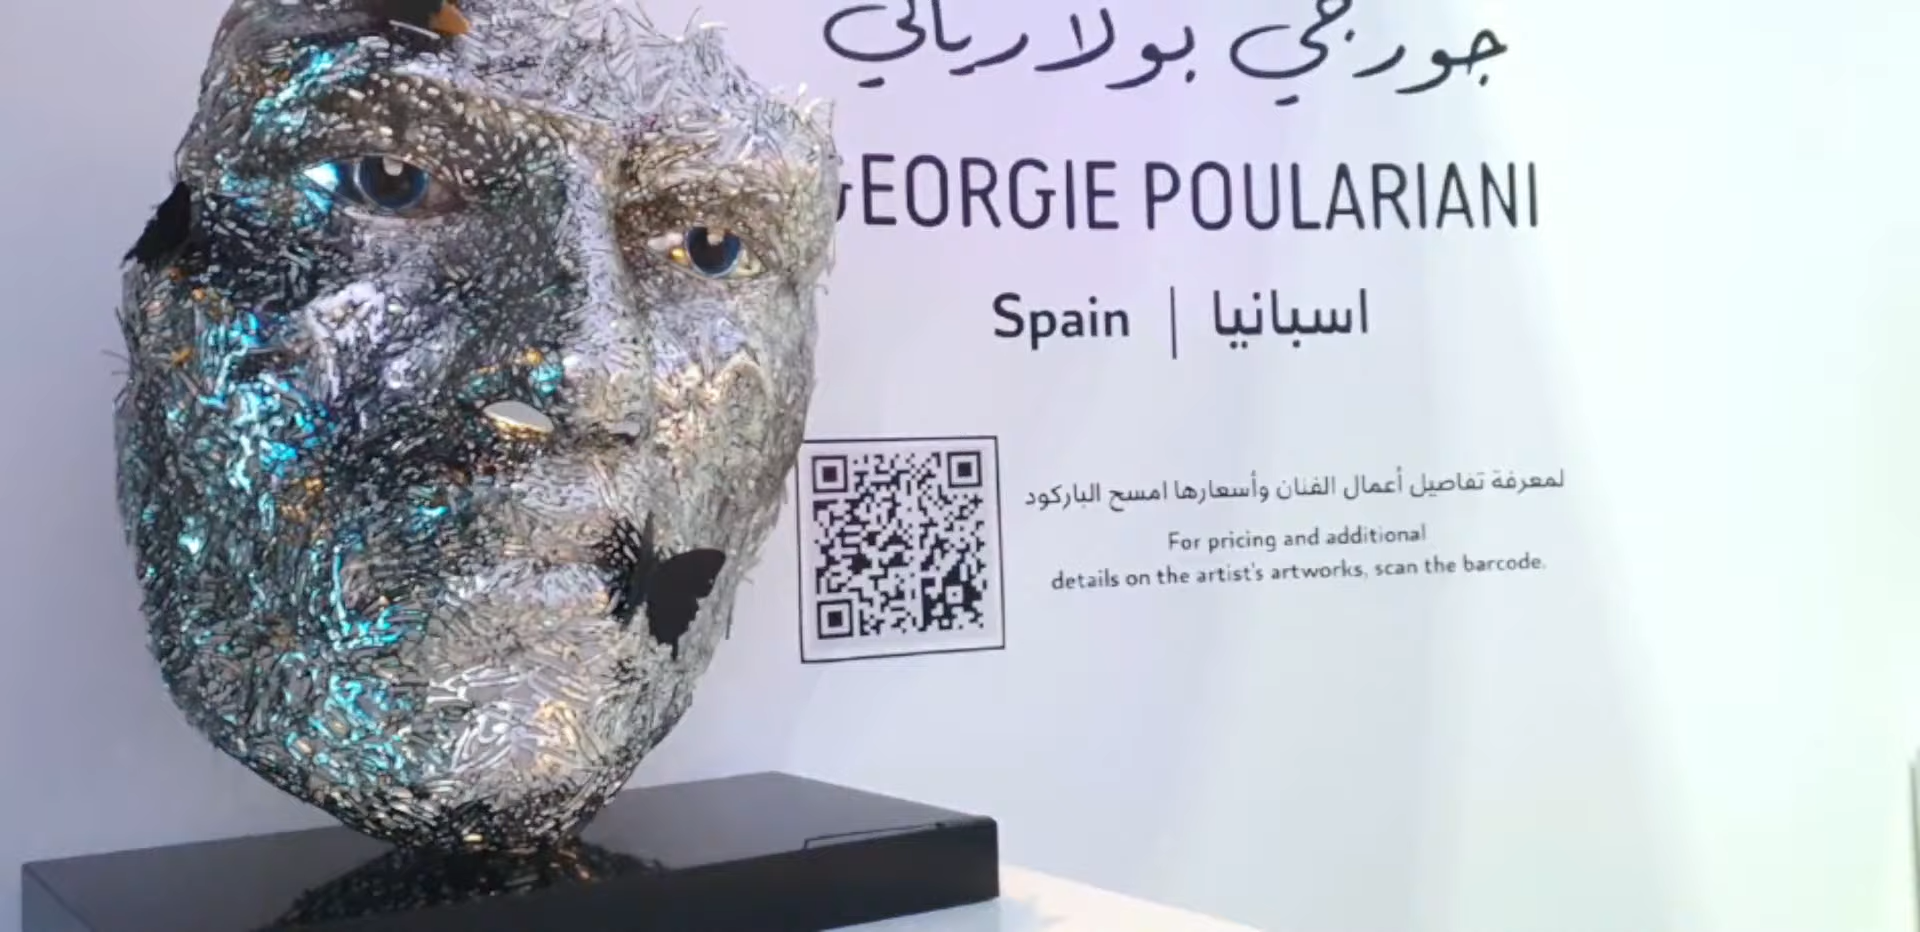 جورجي بولارياني
GEORGIE POULARIANI
Spain | اسبانيا
لمعرفة تفاصيل أعمال الفنان وأسعارها امسح الباركود
For pricing and additional
details on the artist's artworks, scan the barcode.